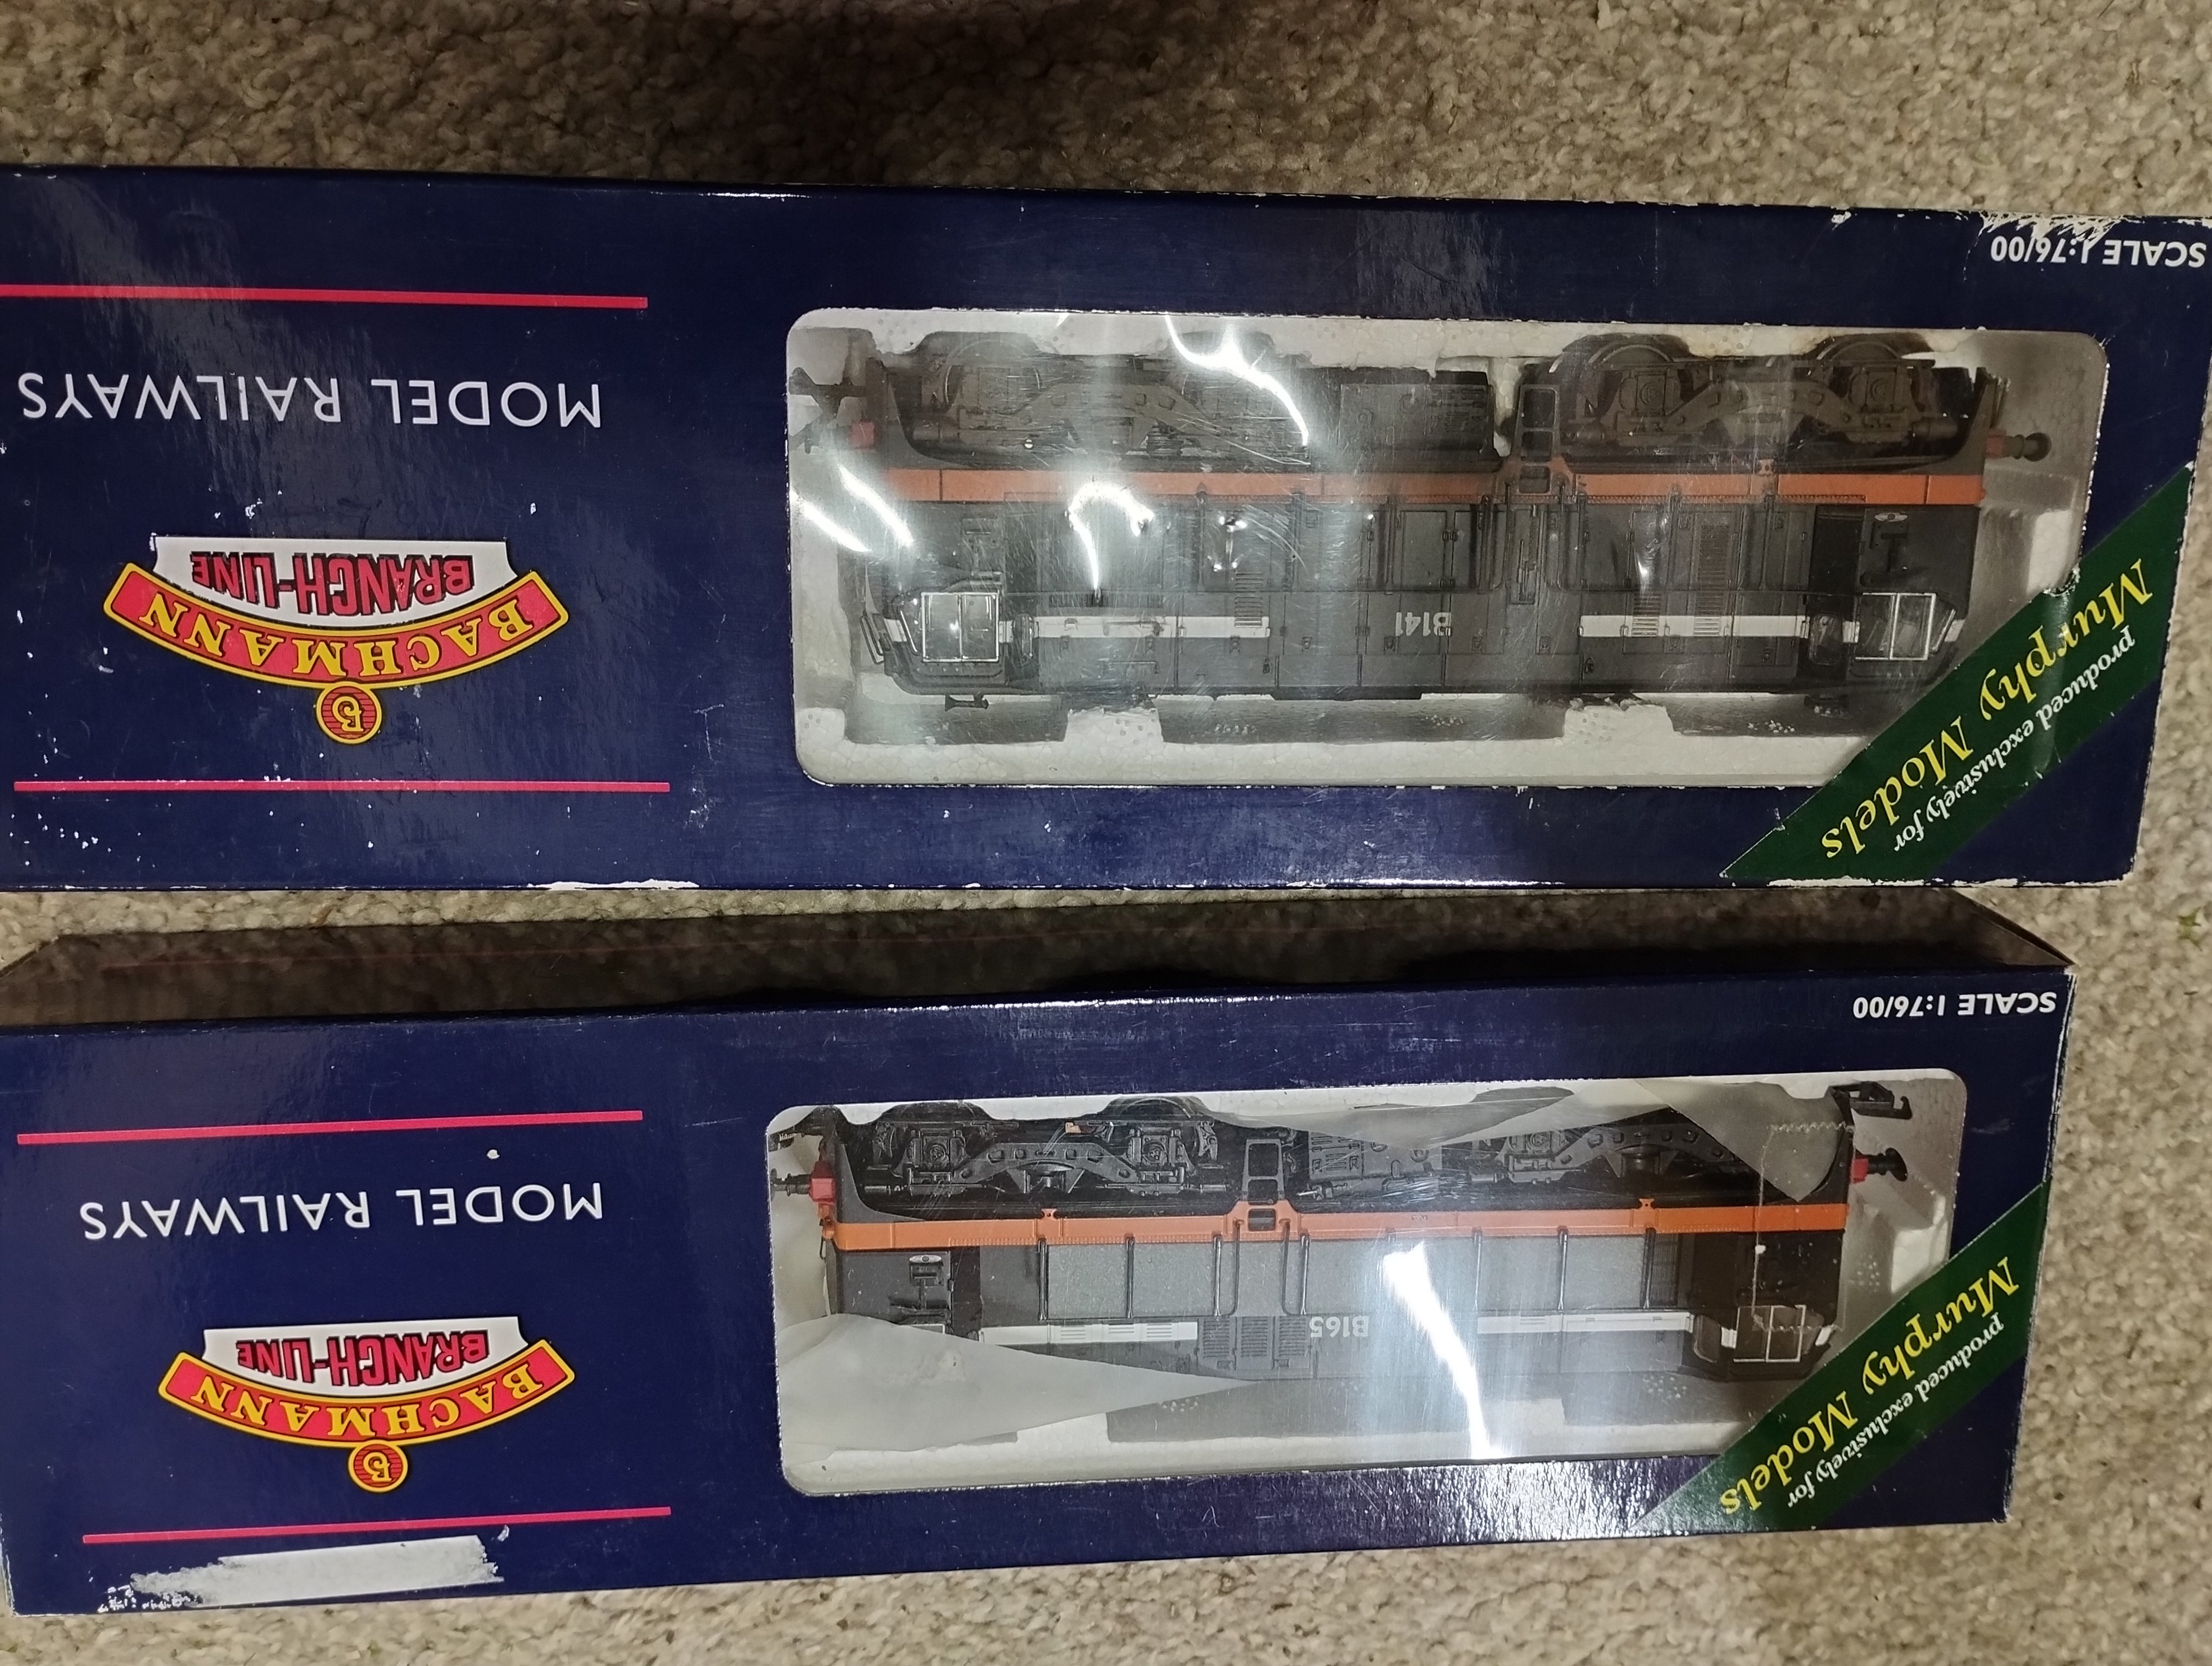 SCALE 1:76/00
MODEL RAILWAYS
BACHMANN
BRANCH-LINE
B141
produced exclusively for
Murphy Models
SCALE 1:76/00
MODEL RAILWAYS
BACHMANN
BRANCH-LINE
B165
produced exclusively for
Murphy Models